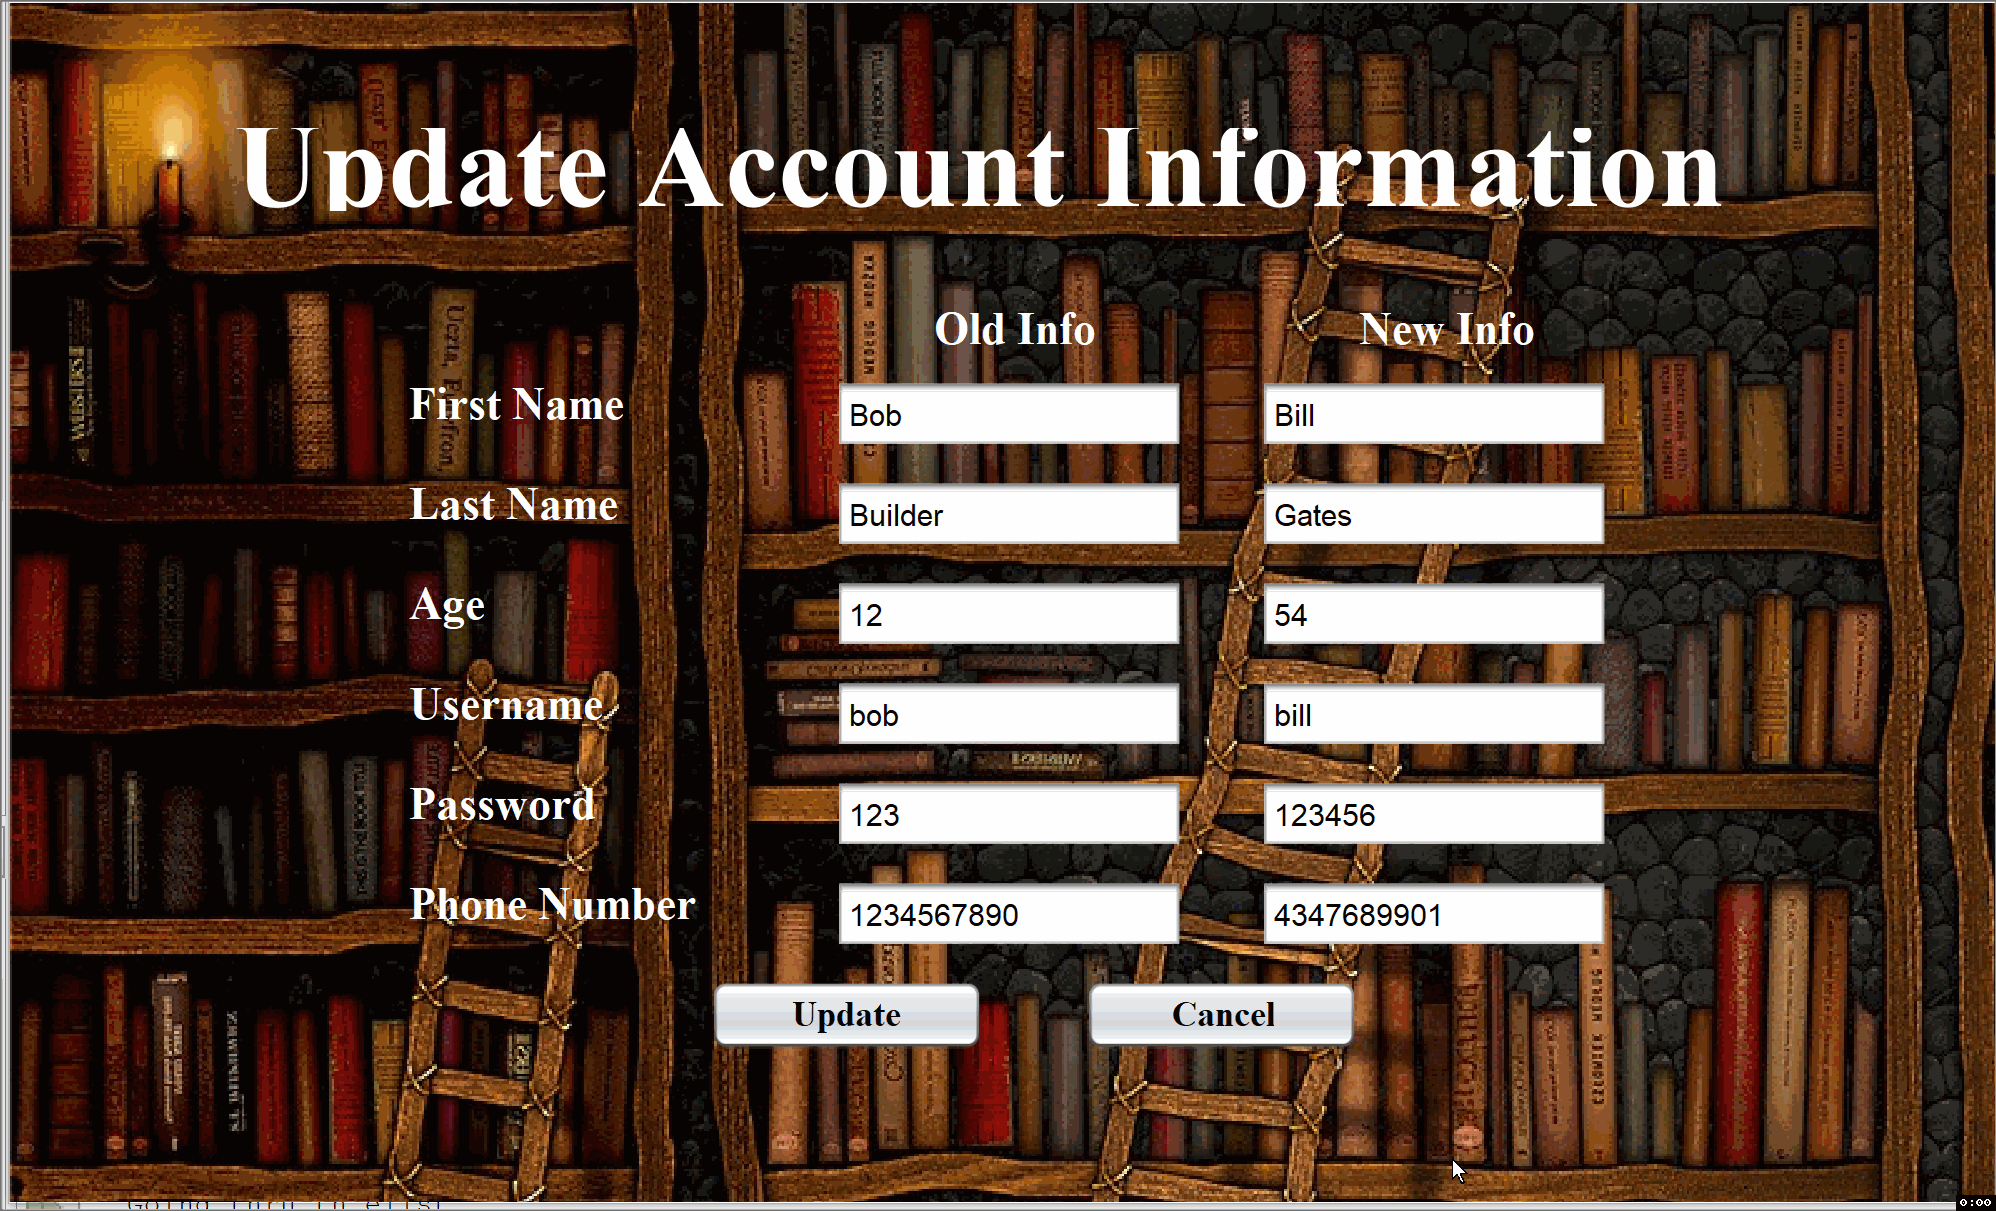 Update Account Information
Old Info New Info
First Name Bob Bill
Last Name Builder Gates
Age 12 54
Username bob bill
Password 123 123456
Phone Number 1234567890 4347689901
Update Cancel
0:00